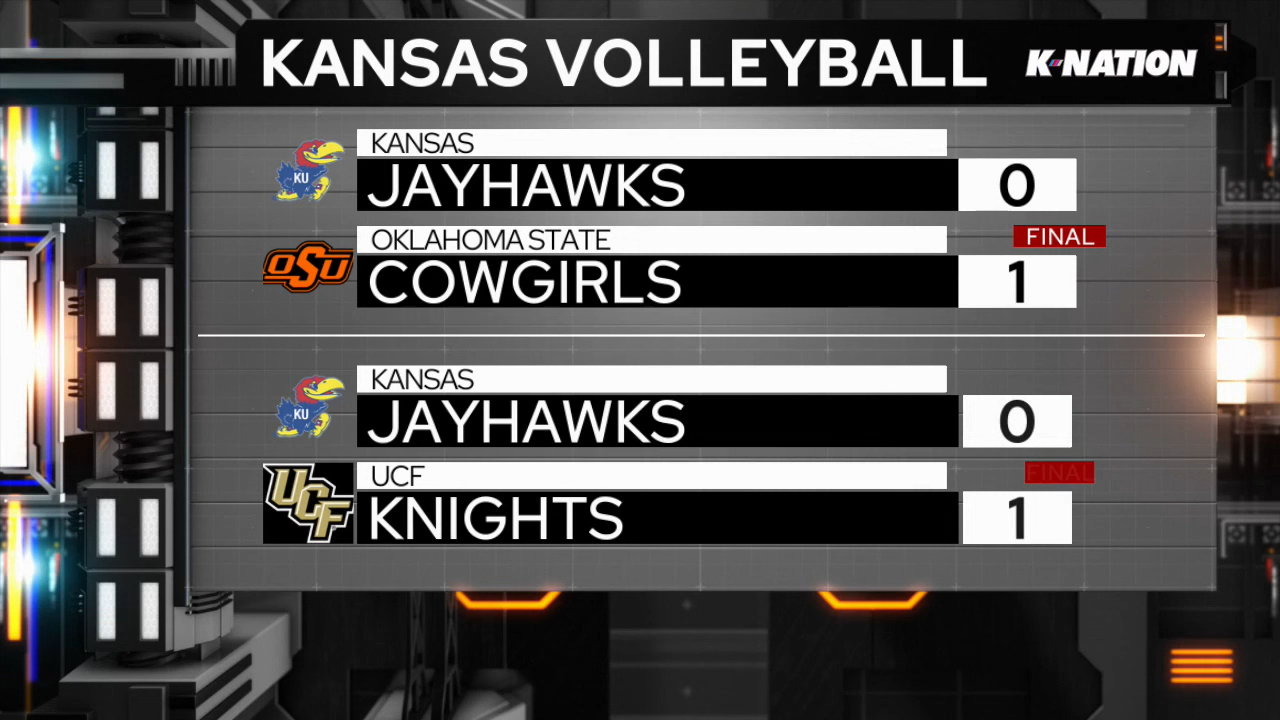 KANSAS VOLLEYBALL
K-NATION
KANSAS
KU
JAYHAWKS
0
OKLAHOMA STATE
FINAL
OSU
COWGIRLS
1
KANSAS
KU
JAYHAWKS
0
UCF
FINAL
UCF
KNIGHTS
1